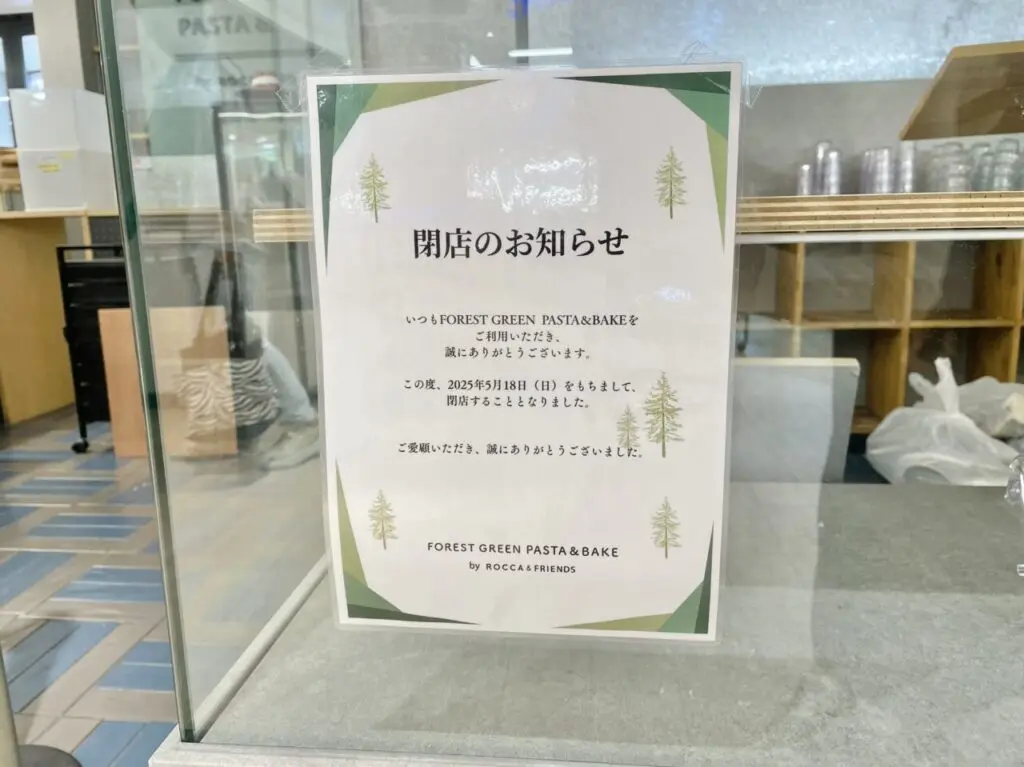 PASTA &
閉店のお知らせ
いつもFOREST GREEN PASTA&BAKEを
ご利用いただき、
誠にありがとうございます。
この度、2025年5月18日（日）をもちまして、
閉店することとなりました。
ご愛顧いただき、誠にありがとうございました。
FOREST GREEN PASTA & BAKE
by ROCCA & FRIENDS